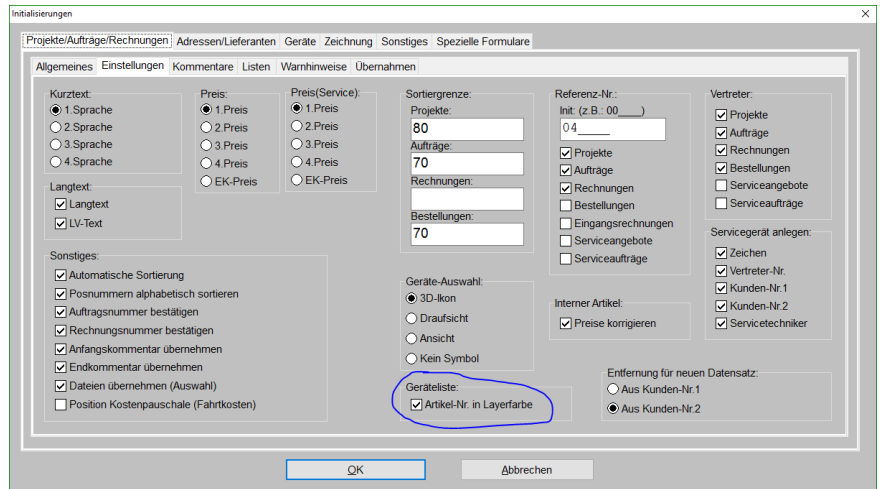 Initialisierungen
Projekte/Aufträge/Rechnungen Adressen/Lieferanten Geräte Zeichnung Sonstiges Spezielle Formulare
Allgemeines Einstellungen Kommentare Listen Warnhinweise Übernahmen
Kurztext:
1.Sprache
2.Sprache
3.Sprache
4.Sprache
Langtext:
Langtext
LV-Text
Preis:
1.Preis
2.Preis
3.Preis
4.Preis
EK-Preis
Preis(Service):
1.Preis
2.Preis
3.Preis
4.Preis
EK-Preis
Sonstiges:
Automatische Sortierung
Posnummern alphabetisch sortieren
Auftragsnummer bestätigen
Rechnungsnummer bestätigen
Anfangskommentar übernehmen
Endkommentar übernehmen
Dateien übernehmen (Auswahl)
Position Kostenpauschale (Fahrtkosten)
Sortiergrenze:
Projekte:
80
Aufträge:
70
Rechnungen:
Bestellungen:
70
Geräte-Auswahl:
3D-Ikon
Draufsicht
Ansicht
Kein Symbol
Geräteliste:
Artikel-Nr. in Layerfarbe
Referenz-Nr.:
Init: (z.B.: 00____)
04_____
Projekte
Aufträge
Rechnungen
Bestellungen
Eingangsrechnungen
Serviceangebote
Serviceaufträge
Interner Artikel:
Preise korrigieren
Vertreter:
Projekte
Aufträge
Rechnungen
Bestellungen
Serviceangebote
Serviceaufträge
Servicegerät anlegen:
Zeichen
Vertreter-Nr.
Kunden-Nr.1
Kunden-Nr.2
Servicetechniker
Entfernung für neuen Datensatz:
Aus Kunden-Nr.1
Aus Kunden-Nr.2
OK Abbrechen